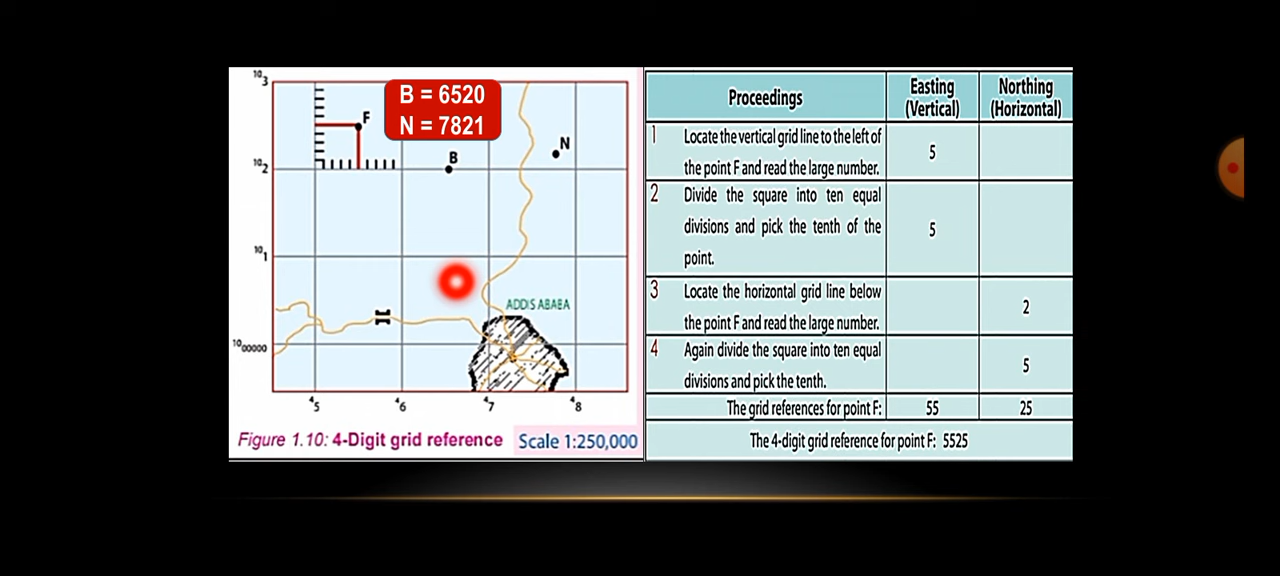 10 3
B = 6520
N = 7821
F
B
N
10 2
10 1
ADDIS ABABA
10 00000
4 5
4 6
4 7
4 8
Figure 1.10: 4-Digit grid reference
Scale 1:250,000
Proceedings
Easting
(Vertical)
Northing
(Horizontal)
1 Locate the vertical grid line to the left of
the point F and read the large number.
5
2 Divide the square into ten equal
divisions and pick the tenth of the
point.
5
3 Locate the horizontal grid line below
the point F and read the large number.
2
4 Again divide the square into ten equal
divisions and pick the tenth.
5
The grid references for point F: 55 25
The 4-digit grid reference for point F: 5525